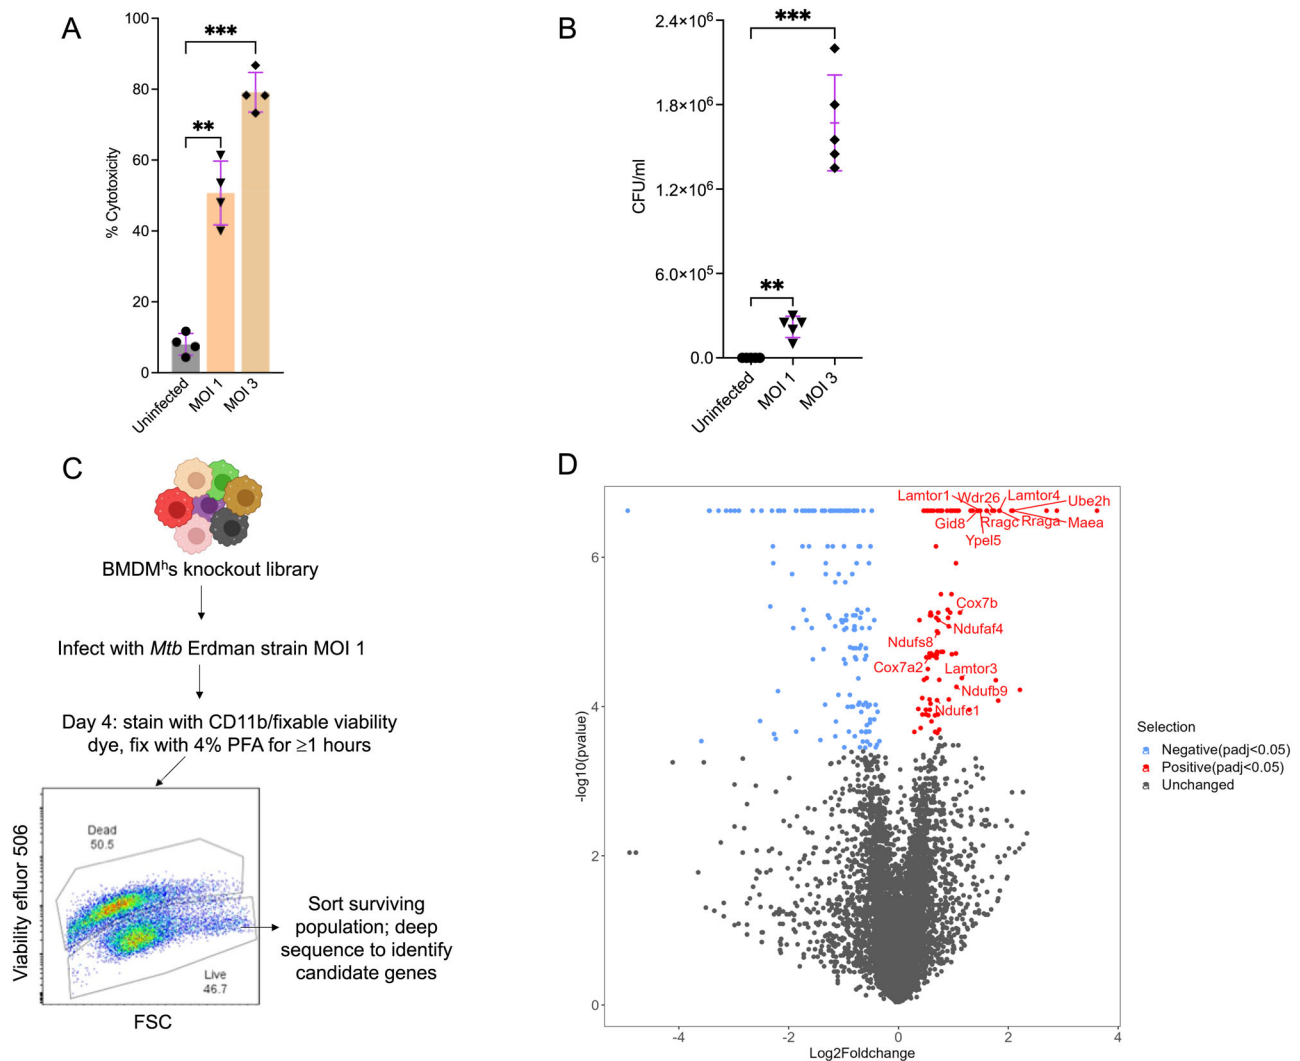 A
100
80
60
40
20
0
% Cytotoxicity
***
**
Uninfected
MOI 1
MOI 3
B
2.4×10⁶
1.8×10⁶
1.2×10⁶
6.0×10⁵
0.0
CFU/ml
***
**
Uninfected
MOI 1
MOI 3
C
BMDMʰs knockout library
Infect with Mtb Erdman strain MOI 1
Day 4: stain with CD11b/fixable viability
dye, fix with 4% PFA for ≥1 hours
Viability efluor 506
Dead
50.5
Live
46.7
FSC
Sort surviving
population; deep
sequence to identify
candidate genes
D
-log10(pvalue)
6
4
2
0
Lamtor1
Wdr26
Lamtor4
Ube2h
Gid8
Rragc
Rraga
Maea
Ypel5
Cox7b
Ndufaf4
Ndufs8
Cox7a2
Lamtor3
Ndufb9
Ndufc1
-4
-2
0
2
4
Log2Foldchange
Selection
Negative(padj<0.05)
Positive(padj<0.05)
Unchanged